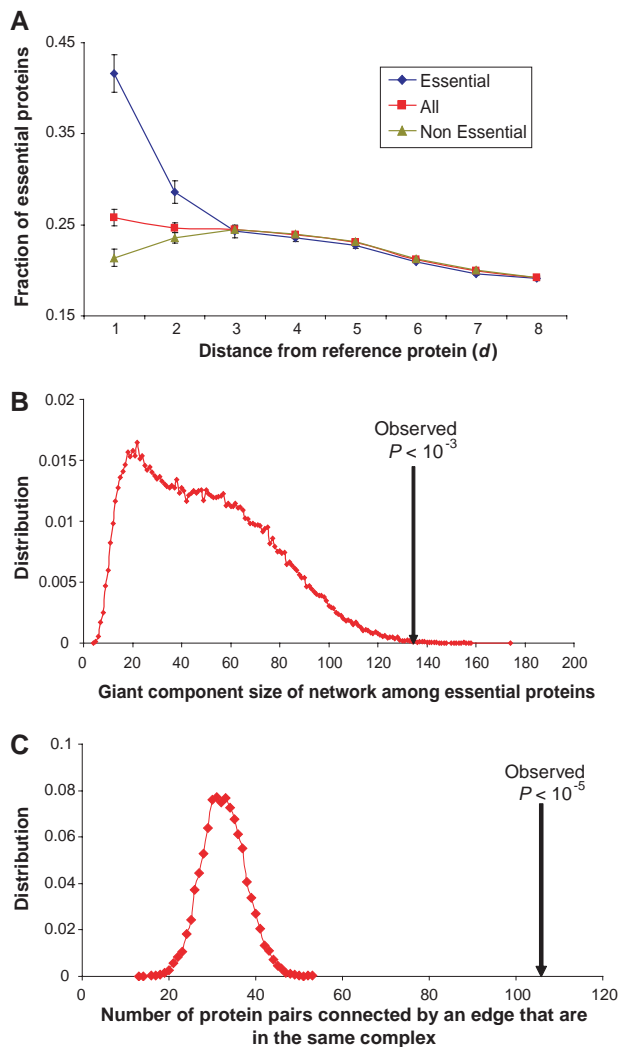 A
Fraction of essential proteins
0.45
0.35
0.25
0.15
Essential
All
Non Essential
1 2 3 4 5 6 7 8
Distance from reference protein (d)
B
Distribution
0.02
0.015
0.01
0.005
0
Observed
P < 10⁻³
0 20 40 60 80 100 120 140 160 180 200
Giant component size of network among essential proteins
C
Distribution
0.1
0.08
0.06
0.04
0.02
0
Observed
P < 10⁻⁵
0 20 40 60 80 100 120
Number of protein pairs connected by an edge that are
in the same complex